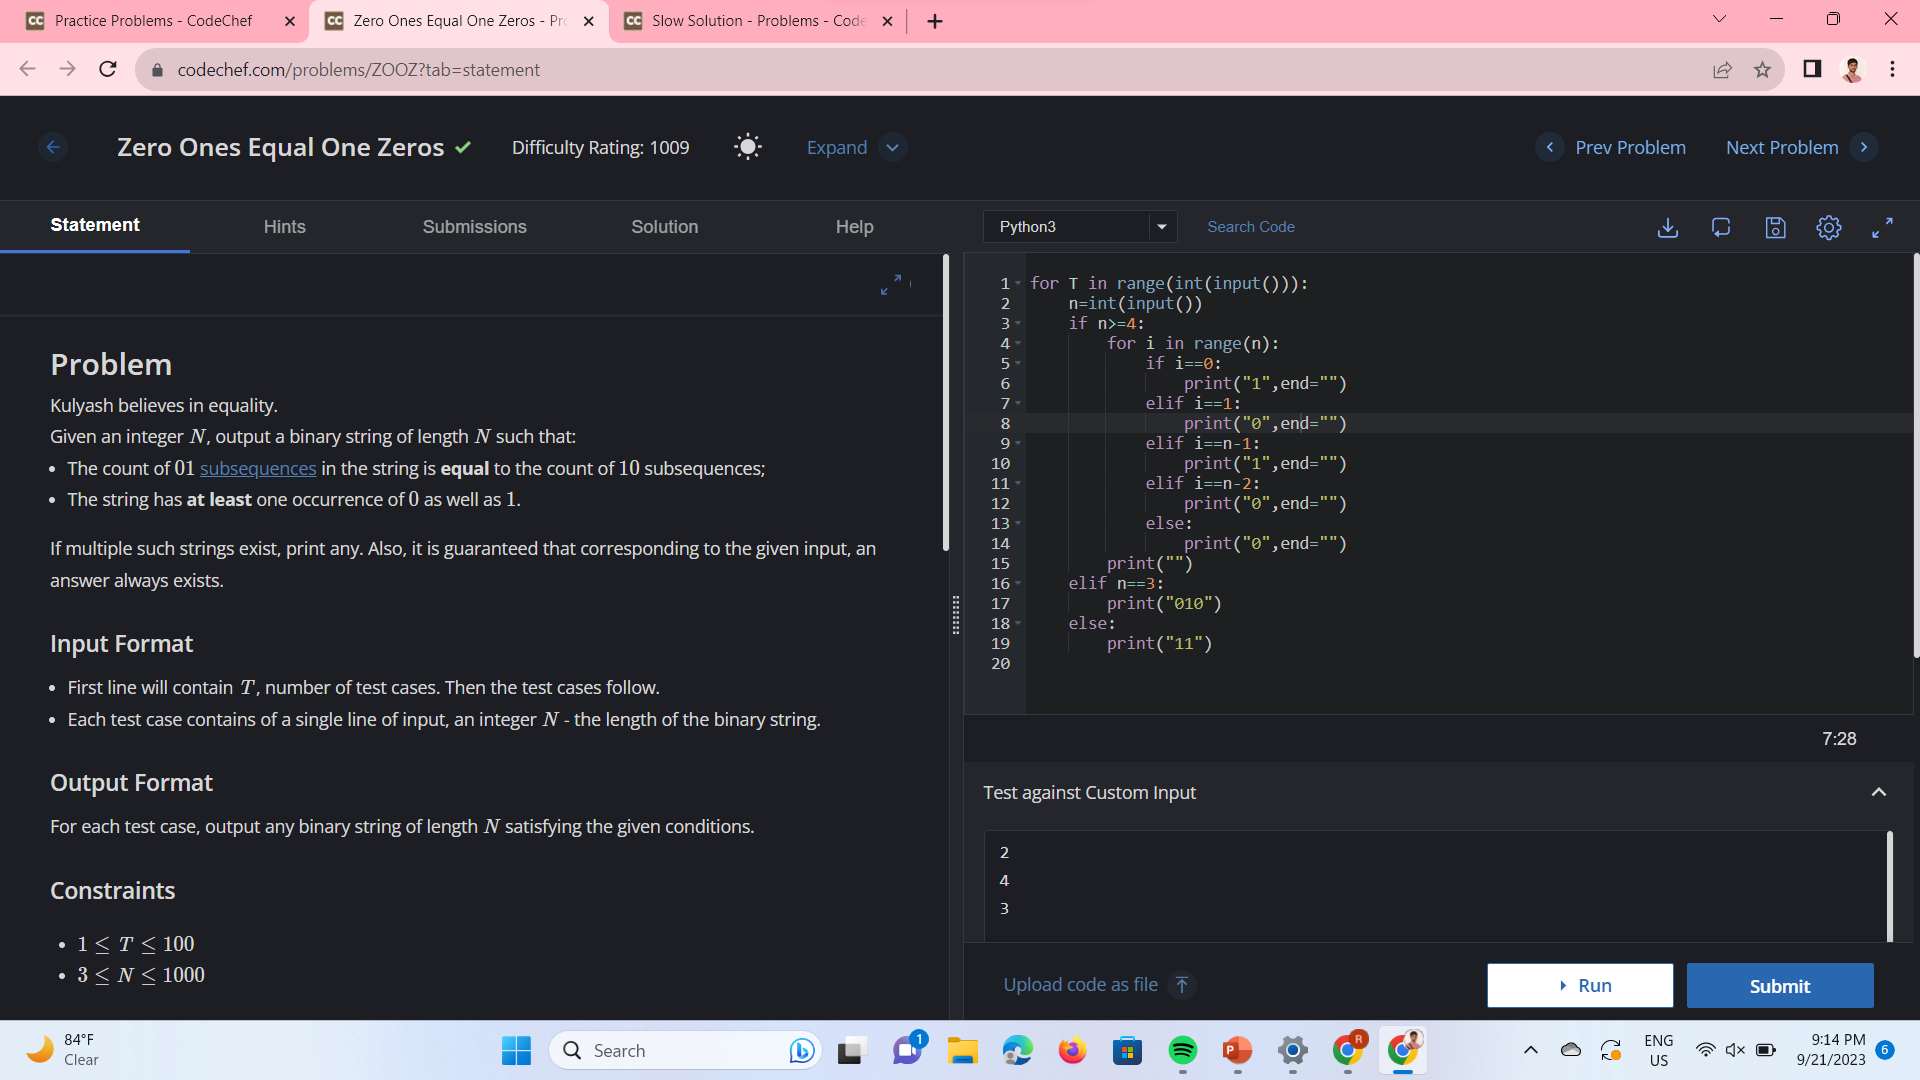 Practice Problems - CodeChef
Zero Ones Equal One Zeros - Pr
Slow Solution - Problems - Code
codechef.com/problems/ZOOZ?tab=statement
Zero Ones Equal One Zeros
Difficulty Rating: 1009
Expand
Prev Problem
Next Problem
Statement
Hints
Submissions
Solution
Help
Problem
Kulyash believes in equality.
Given an integer N, output a binary string of length N such that:
• The count of 01 subsequences in the string is equal to the count of 10 subsequences;
• The string has at least one occurrence of 0 as well as 1.
If multiple such strings exist, print any. Also, it is guaranteed that corresponding to the given input, an
answer always exists.
Input Format
• First line will contain T, number of test cases. Then the test cases follow.
• Each test case contains of a single line of input, an integer N - the length of the binary string.
Output Format
For each test case, output any binary string of length N satisfying the given conditions.
Constraints
• 1 ≤ T ≤ 100
• 3 ≤ N ≤ 1000
Python3
Search Code
1 for T in range(int(input())):
2     n=int(input())
3     if n>=4:
4         for i in range(n):
5             if i==0:
6                 print("1",end="")
7             elif i==1:
8                 print("0",end="")
9             elif i==n-1:
10                 print("1",end="")
11             elif i==n-2:
12                 print("0",end="")
13             else:
14                 print("0",end="")
15         print("")
16     elif n==3:
17         print("010")
18     else:
19         print("11")
20
7:28
Test against Custom Input
2
4
3
Upload code as file
Run
Submit
84°F
Clear
Search
1
R
ENG
US
9:14 PM
9/21/2023
6